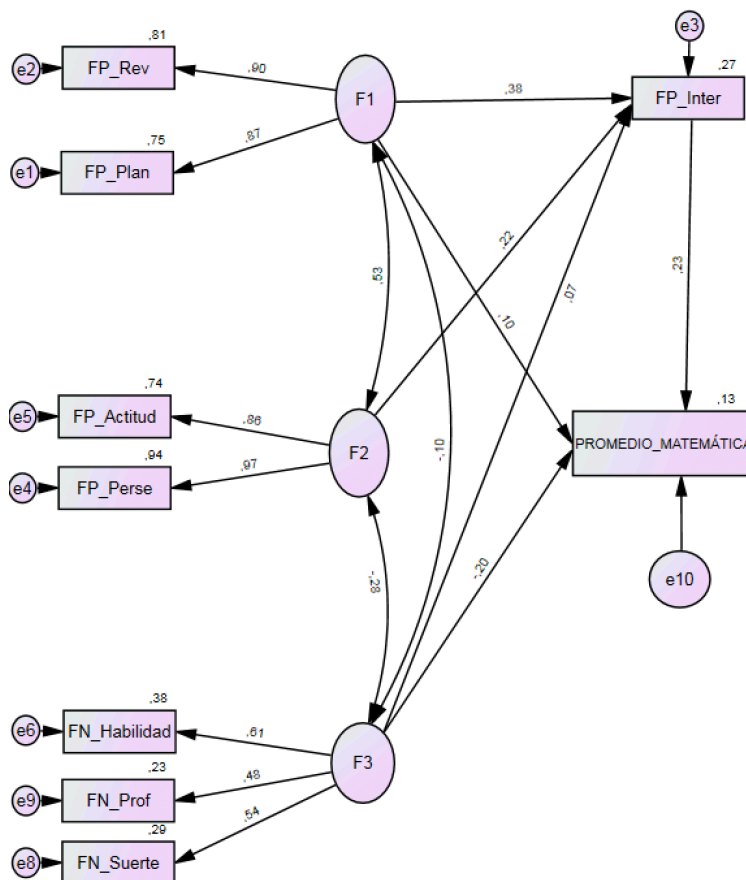 e3
,81
e2
FP_Rev
,90
F1
,38
,27
FP_Inter
,75
,87
e1
FP_Plan
,22
,53
,07
,23
,10
,74
,13
e5
FP_Actitud
,86
-,10
PROMEDIO_MATEMÁTICA
F2
,94
,97
e4
FP_Perse
-,20
e10
-,28
,38
e6
FN_Habilidad
,61
F3
,23
,48
e9
FN_Prof
,54
,29
e8
FN_Suerte